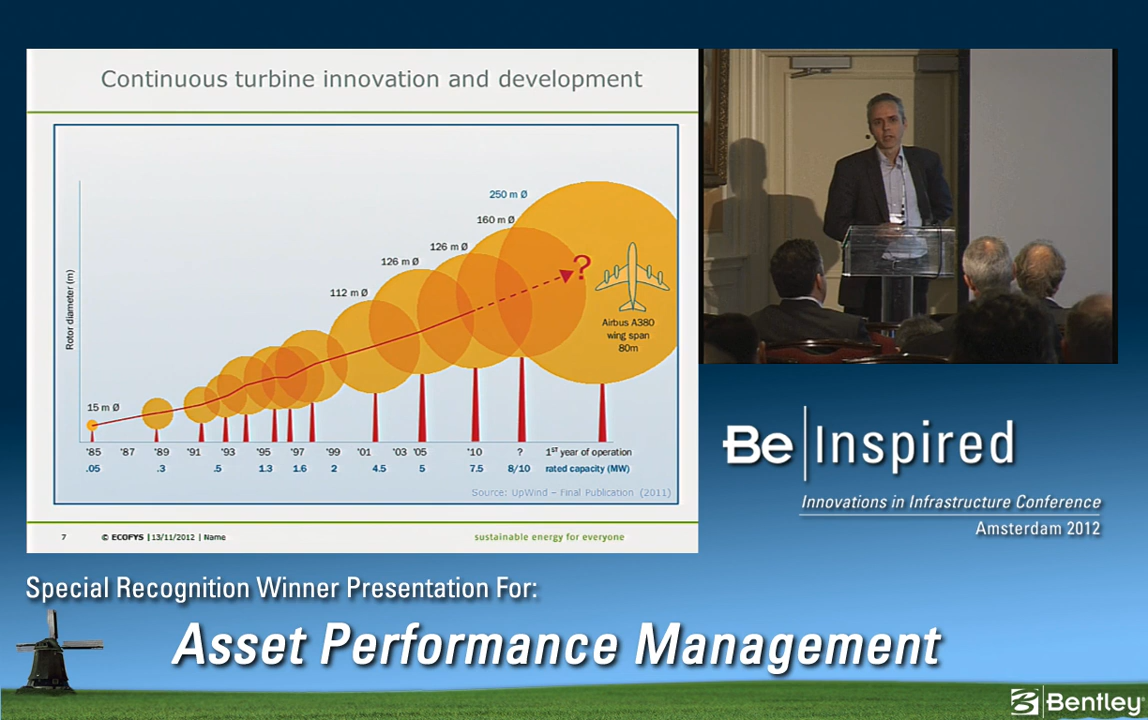 Continuous turbine innovation and development
250 m Ø
160 m Ø
126 m Ø
126 m Ø
112 m Ø
15 m Ø
?
Airbus A380
wing span
80m
Rotor diameter (m)
'85 '87 '89 '91 '93 '95 '97 '99 '01 '03 '05 '10 ? 1ST year of operation
.05 .3 .5 1.3 1.6 2 4.5 5 7.5 8/10 rated capacity (MW)
Source: UpWind – Final Publication (2011)
7 © ECOFYS | 13/11/2012 | Name sustainable energy for everyone
Be Inspired
Innovations in Infrastructure Conference
Amsterdam 2012
Special Recognition Winner Presentation For:
Asset Performance Management
Bentley